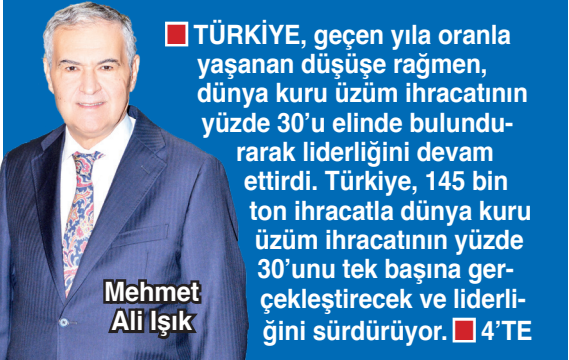 TÜRKİYE, geçen yıla oranla
yaşanan düşüşe rağmen,
dünya kuru üzüm ihracatının
yüzde 30’u elinde bulundu-
rarak liderliğini devam
ettirdi. Türkiye, 145 bin
ton ihracatla dünya kuru
üzüm ihracatının yüzde
30’unu tek başına ger-
çekleştirecek ve liderli-
ğini sürdürüyor. 4’TE
Mehmet
Ali Işık